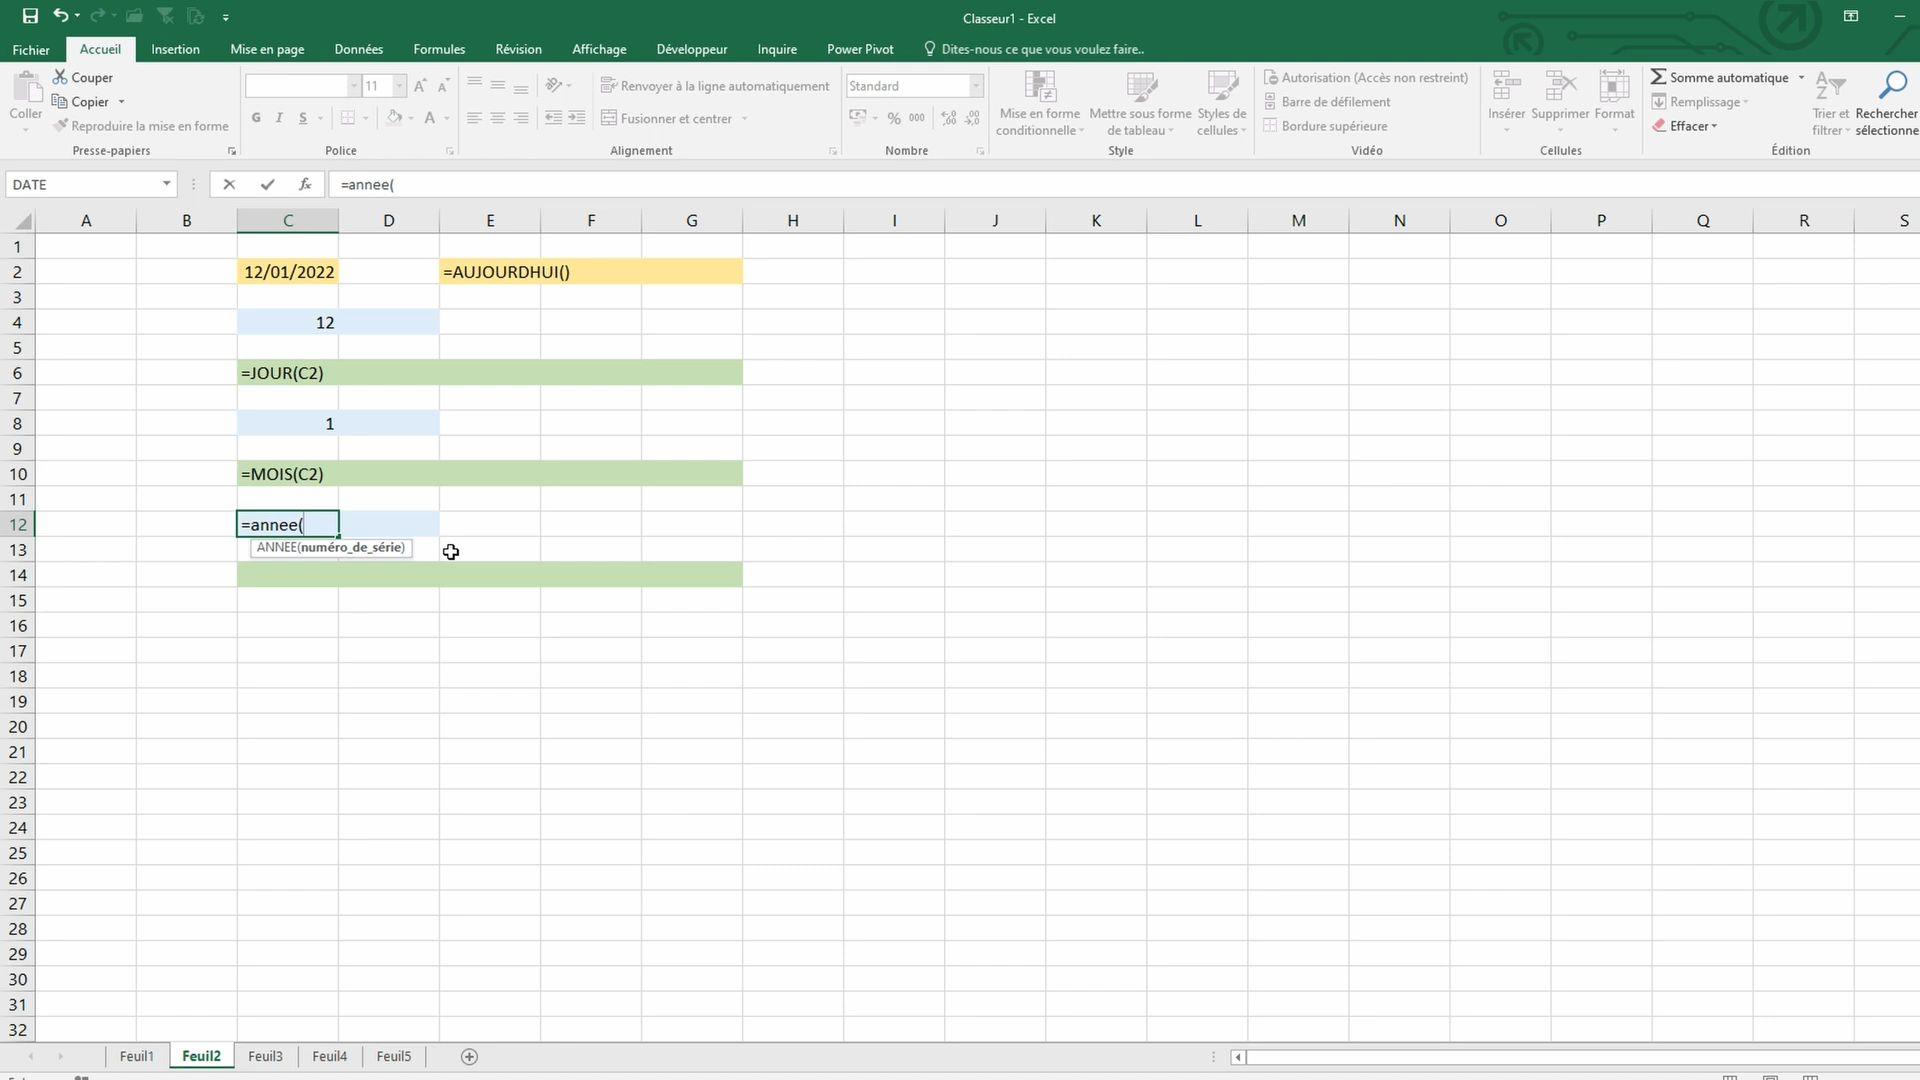 Classeur1 - Excel
Fichier Accueil Insertion Mise en page Données Formules Révision Affichage Développeur Inquire Power Pivot Dites-nous ce que vous voulez faire..
Coller
Couper
Copier
Reproduire la mise en forme
Presse-papiers
11
G I S
Police
Renvoyer à la ligne automatiquement
Fusionner et centrer
Alignement
Standard
% 000
Nombre
Mise en forme conditionnelle
Mettre sous forme de tableau
Styles de cellules
Style
Autorisation (Accès non restreint)
Barre de défilement
Bordure supérieure
Vidéo
Insérer Supprimer Format
Cellules
Somme automatique
Remplissage
Effacer
Trier et filtrer
Rechercher
sélectionne
Édition
DATE
fx
=annee(
A B C D E F G H I J K L M N O P Q R S
1
2 12/01/2022 =AUJOURDHUI()
3
4 12
5
6 =JOUR(C2)
7
8 1
9
10 =MOIS(C2)
11
12 =annee(
13 ANNEE(numéro_de_série)
14
15
16
17
18
19
20
21
22
23
24
25
26
27
28
29
30
31
32
Feuil1 Feuil2 Feuil3 Feuil4 Feuil5